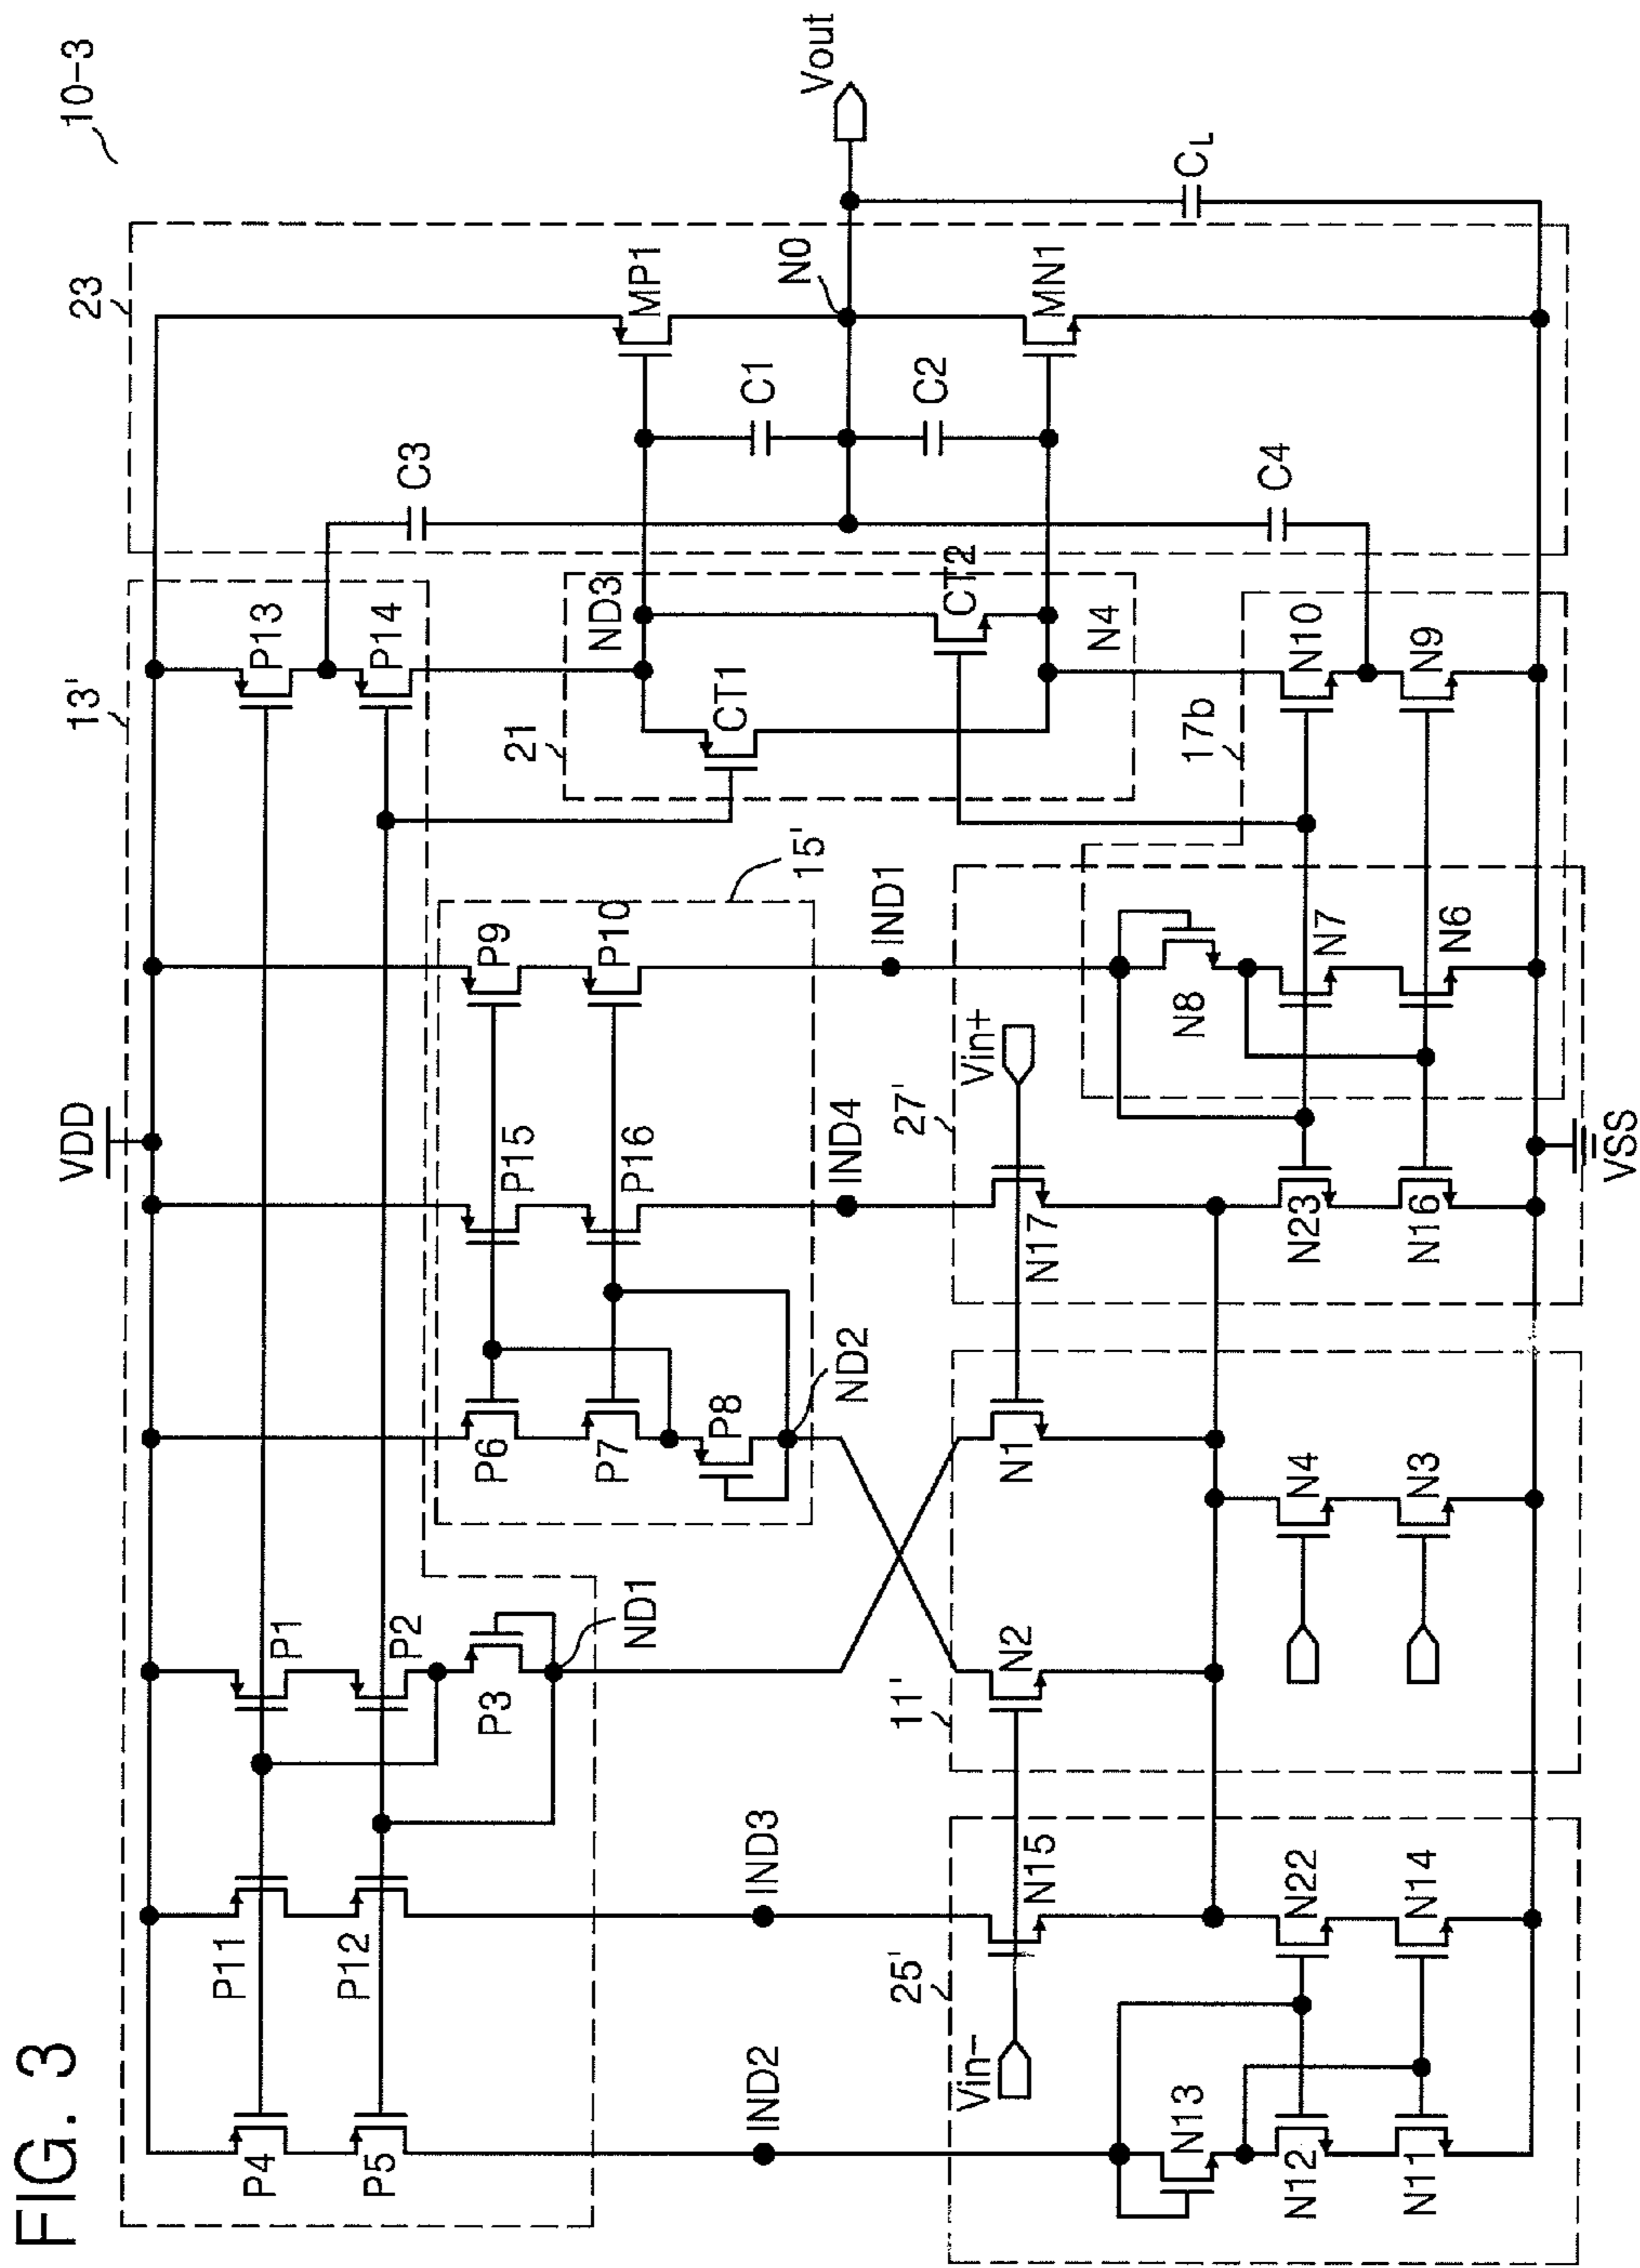 FIG. 3
10-3
VDD
13'
23
P4
P5
P11
P12
P1
P2
P3
ND1
P6
P7
P8
ND2
P15
P16
P9
P10
15'
P13
P14
C3
ND3
21
CT1
CT2
N4
MP1
C1
N0
C2
MN1
Vout
CL
C4
IND2
IND3
IND4
IND1
Vin-
25'
N15
N13
N12
N11
N22
N14
11'
N2
N1
N4
N3
Vin+
27'
N17
N23
N16
N8
N7
N6
17b
N10
N9
VSS